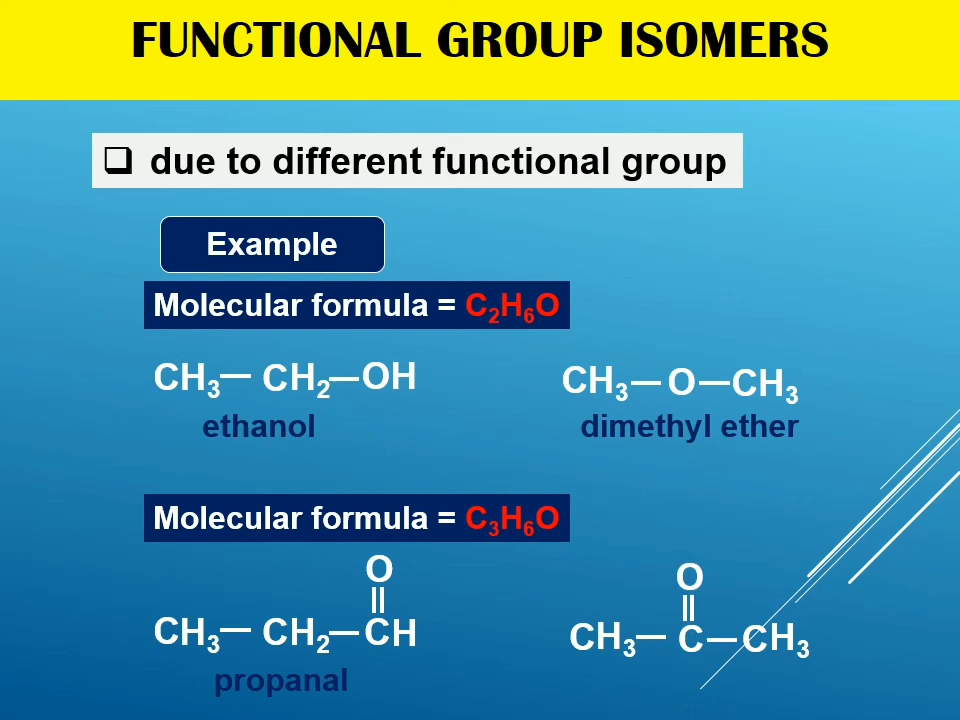 FUNCTIONAL GROUP ISOMERS
❑ due to different functional group
Example
Molecular formula = C₂H₆O
CH₃— CH₂—OH
CH₃—O—CH₃
ethanol
dimethyl ether
Molecular formula = C₃H₆O
O
||
CH₃— CH₂—CH
propanal
O
||
CH₃—C—CH₃